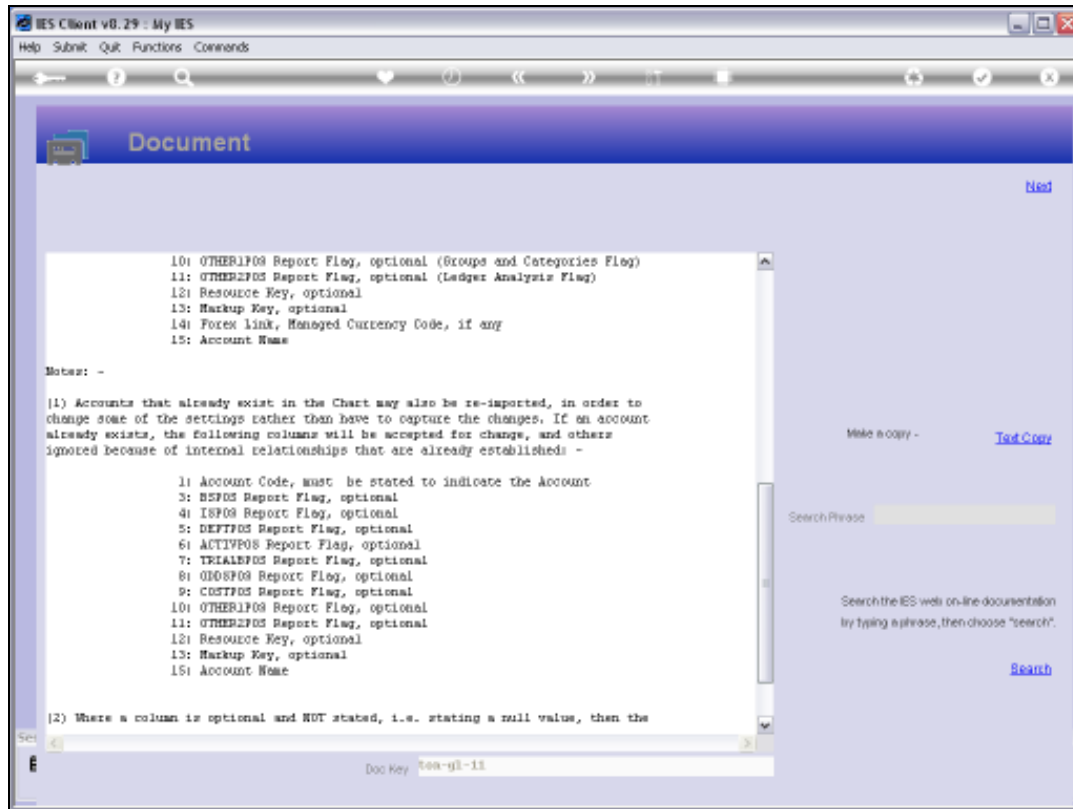 IES Client v8.29 : My IES
Help Submit Quit Functions Commands
Document
Next
10: OTHER1POS Report Flag, optional (Groups and Categories Flag)
11: OTHER2POS Report Flag, optional (Ledger Analysis Flag)
12: Resource Key, optional
13: Markup Key, optional
14: Forex Link, Managed Currency Code, if any
15: Account Name
Notes: -
(1) Accounts that already exist in the Chart may also be re-imported, in order to
change some of the settings rather than have to capture the changes. If an account
already exists, the following columns will be accepted for change, and others
ignored because of internal relationships that are already established: -
1: Account Code, must be stated to indicate the Account
3: BSPOS Report Flag, optional
4: ISPOS Report Flag, optional
5: DEPTPOS Report Flag, optional
6: ACTIVPOS Report Flag, optional
7: TRIALBPOS Report Flag, optional
8: ODDSPOS Report Flag, optional
9: COSTPOS Report Flag, optional
10: OTHER1POS Report Flag, optional
11: OTHER2POS Report Flag, optional
12: Resource Key, optional
13: Markup Key, optional
15: Account Name
(2) Where a column is optional and NOT stated, i.e. stating a null value, then the
Make a copy -
Text Copy
Search Phrase
Search the IES web on-line documentation
by typing a phrase, then choose "search".
Search
Doc Key